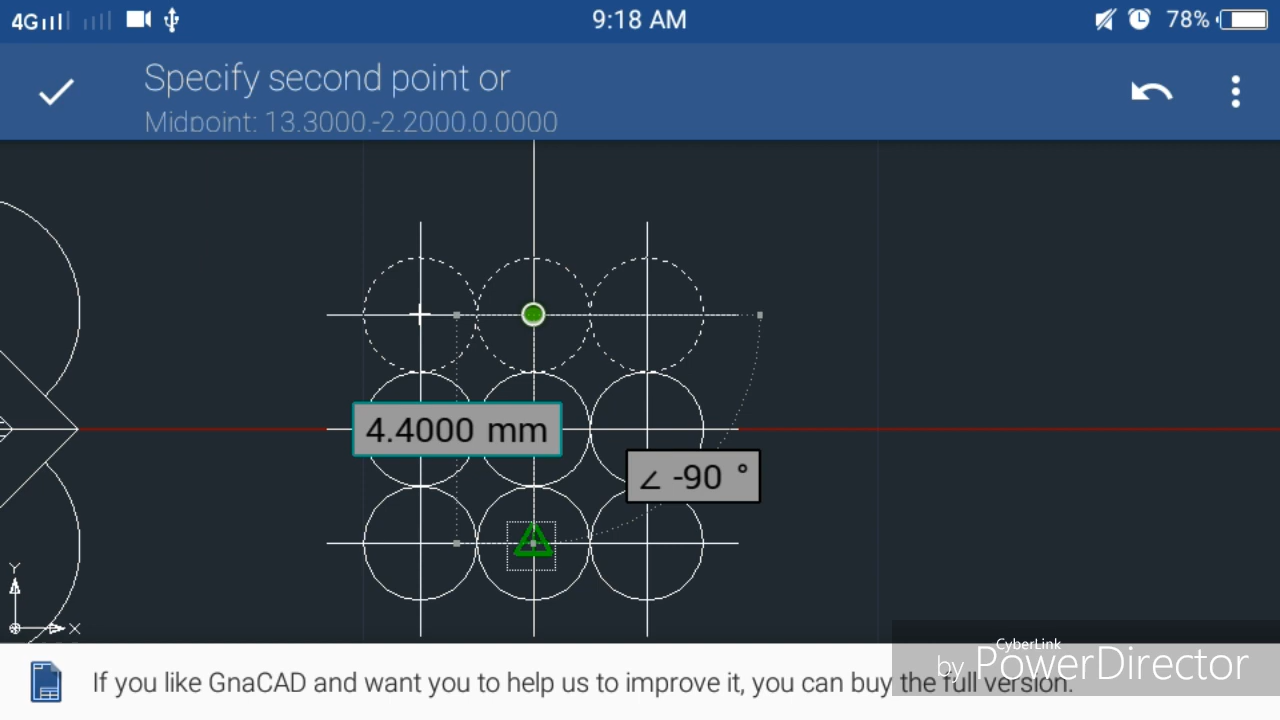 4G
9:18 AM
78%
Specify second point or
Midpoint: 13.3000,-2.2000,0.0000
4.4000 mm
∠ -90 °
Y
X
CyberLink
by PowerDirector
If you like GnaCAD and want you to help us to improve it, you can buy the full version.